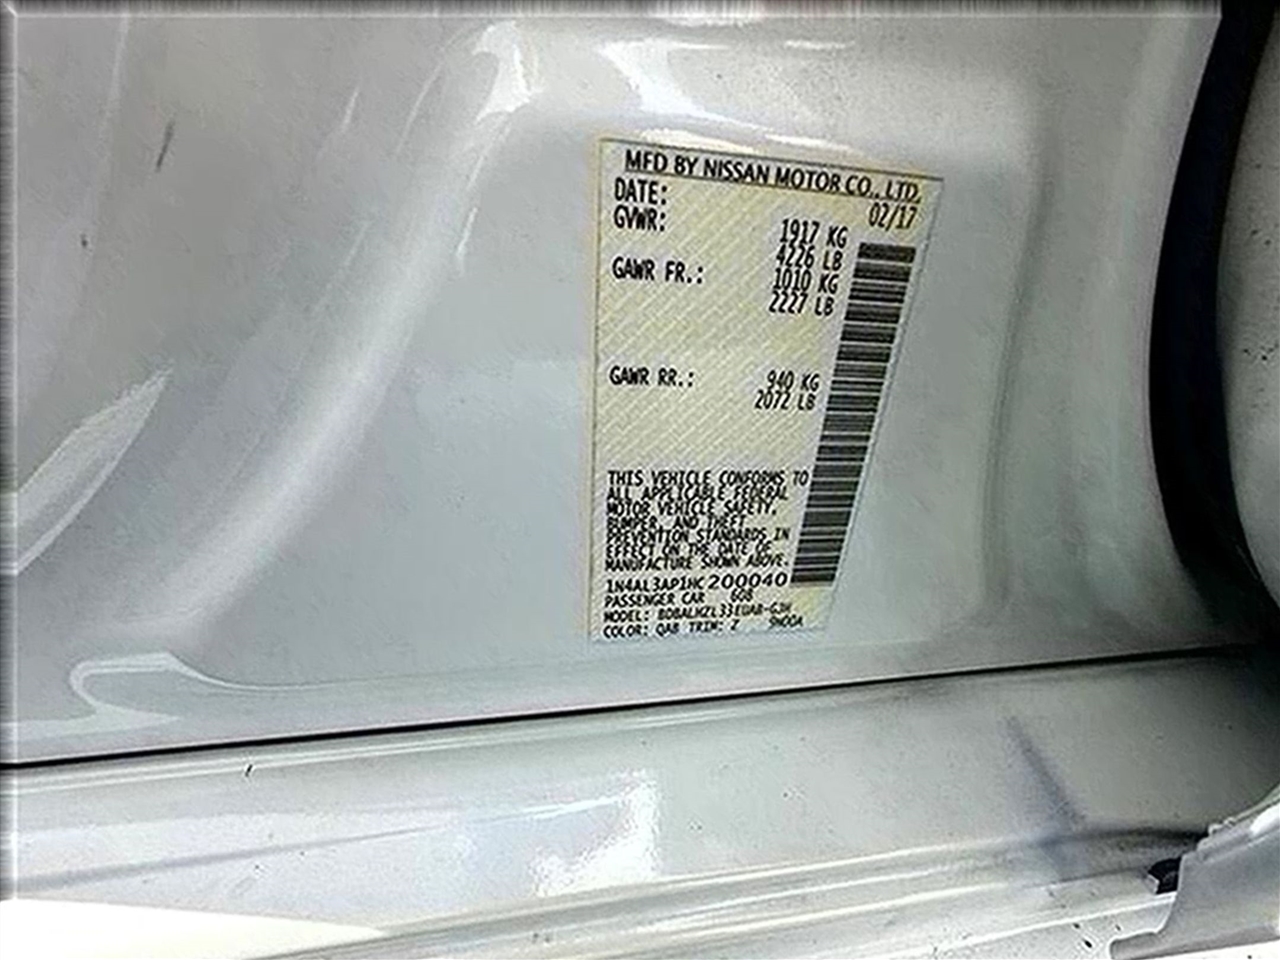 MFD BY NISSAN MOTOR CO., LTD.
DATE: 02/17
GVWR: 1917 KG
4226 LB
GAWR FR.: 1010 KG
2227 LB
GAWR RR.: 940 KG
2072 LB
THIS VEHICLE CONFORMS TO
ALL APPLICABLE FEDERAL
MOTOR VEHICLE SAFETY,
BUMPER, AND THEFT
PREVENTION STANDARDS IN
EFFECT ON THE DATE OF
MANUFACTURE SHOWN ABOVE.
1N4AL3AP1HC200040
PASSENGER CAR 608
MODEL:
COLOR: QAB TRIM: Z